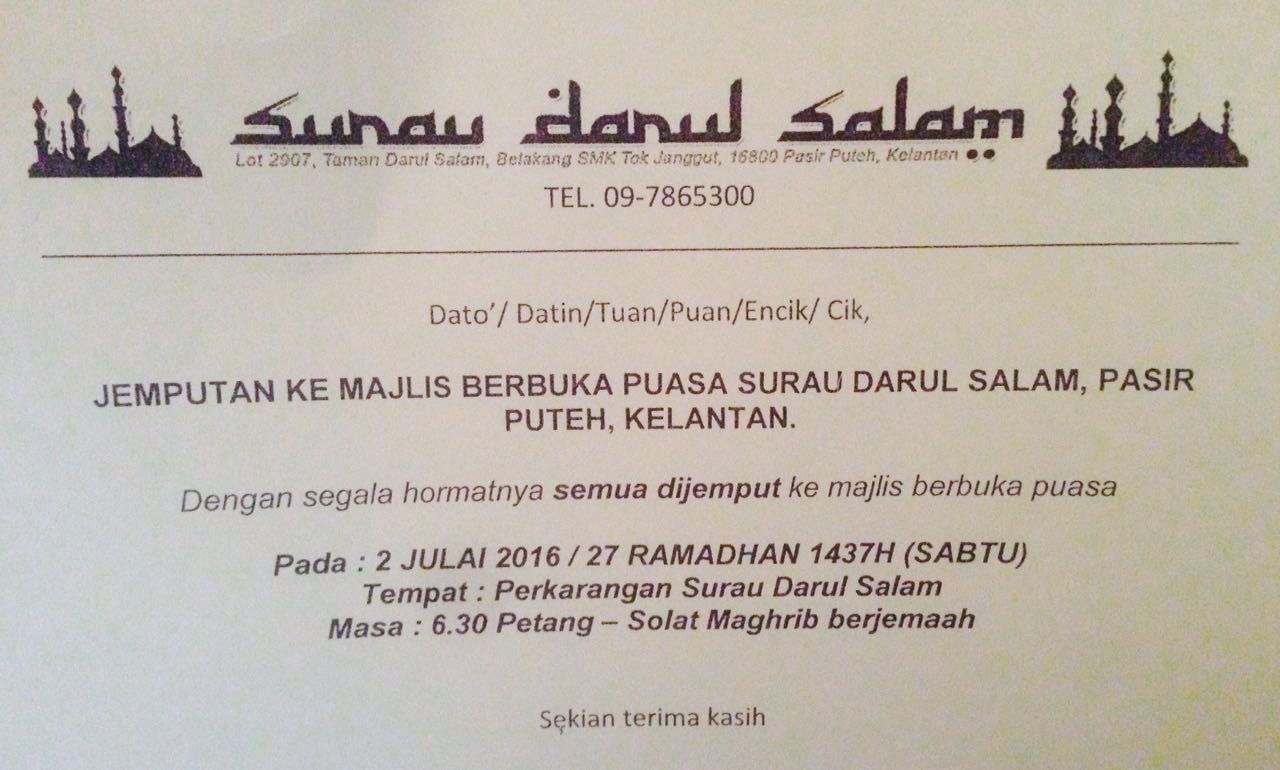 Surau Darul Salam
Lot 2907, Taman Darul Salam, Belakang SMK Tok Janggut, 16800 Pasir Puteh, Kelantan
TEL. 09-7865300
Dato’/ Datin/Tuan/Puan/Encik/ Cik,
JEMPUTAN KE MAJLIS BERBUKA PUASA SURAU DARUL SALAM, PASIR
PUTEH, KELANTAN.
Dengan segala hormatnya semua dijemput ke majlis berbuka puasa
Pada : 2 JULAI 2016 / 27 RAMADHAN 1437H (SABTU)
Tempat : Perkarangan Surau Darul Salam
Masa : 6.30 Petang – Solat Maghrib berjemaah
Sekian terima kasih